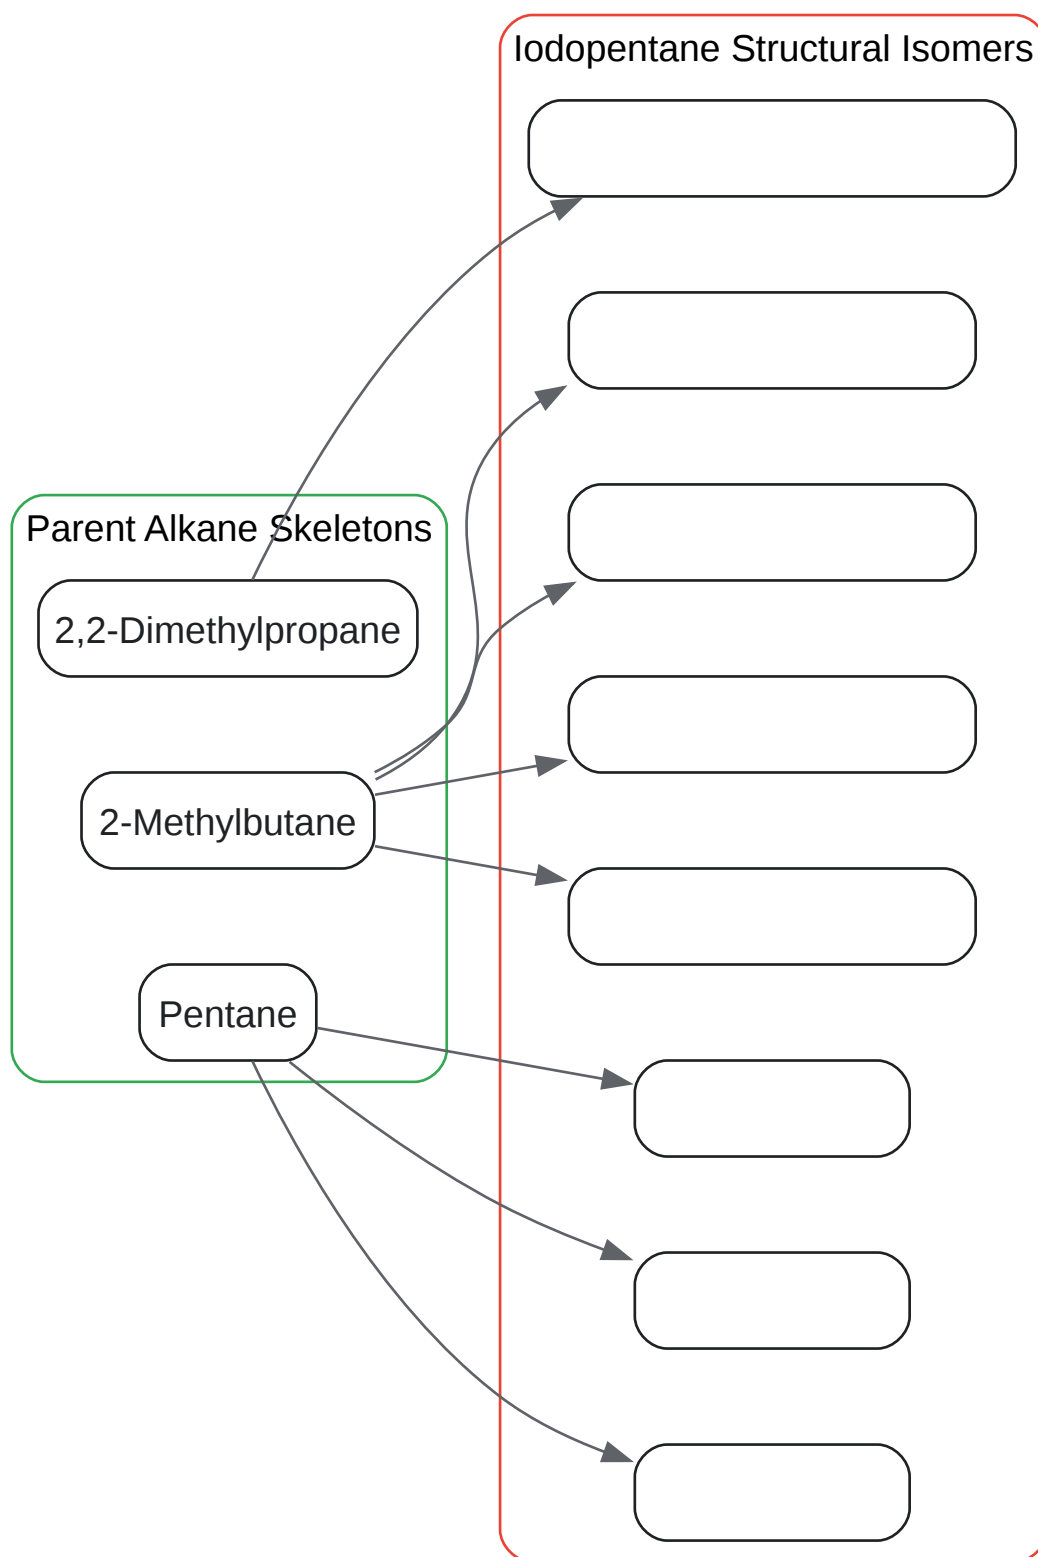 Iodopentane Structural Isomers
Parent Alkane Skeletons
2,2-Dimethylpropane
2-Methylbutane
Pentane